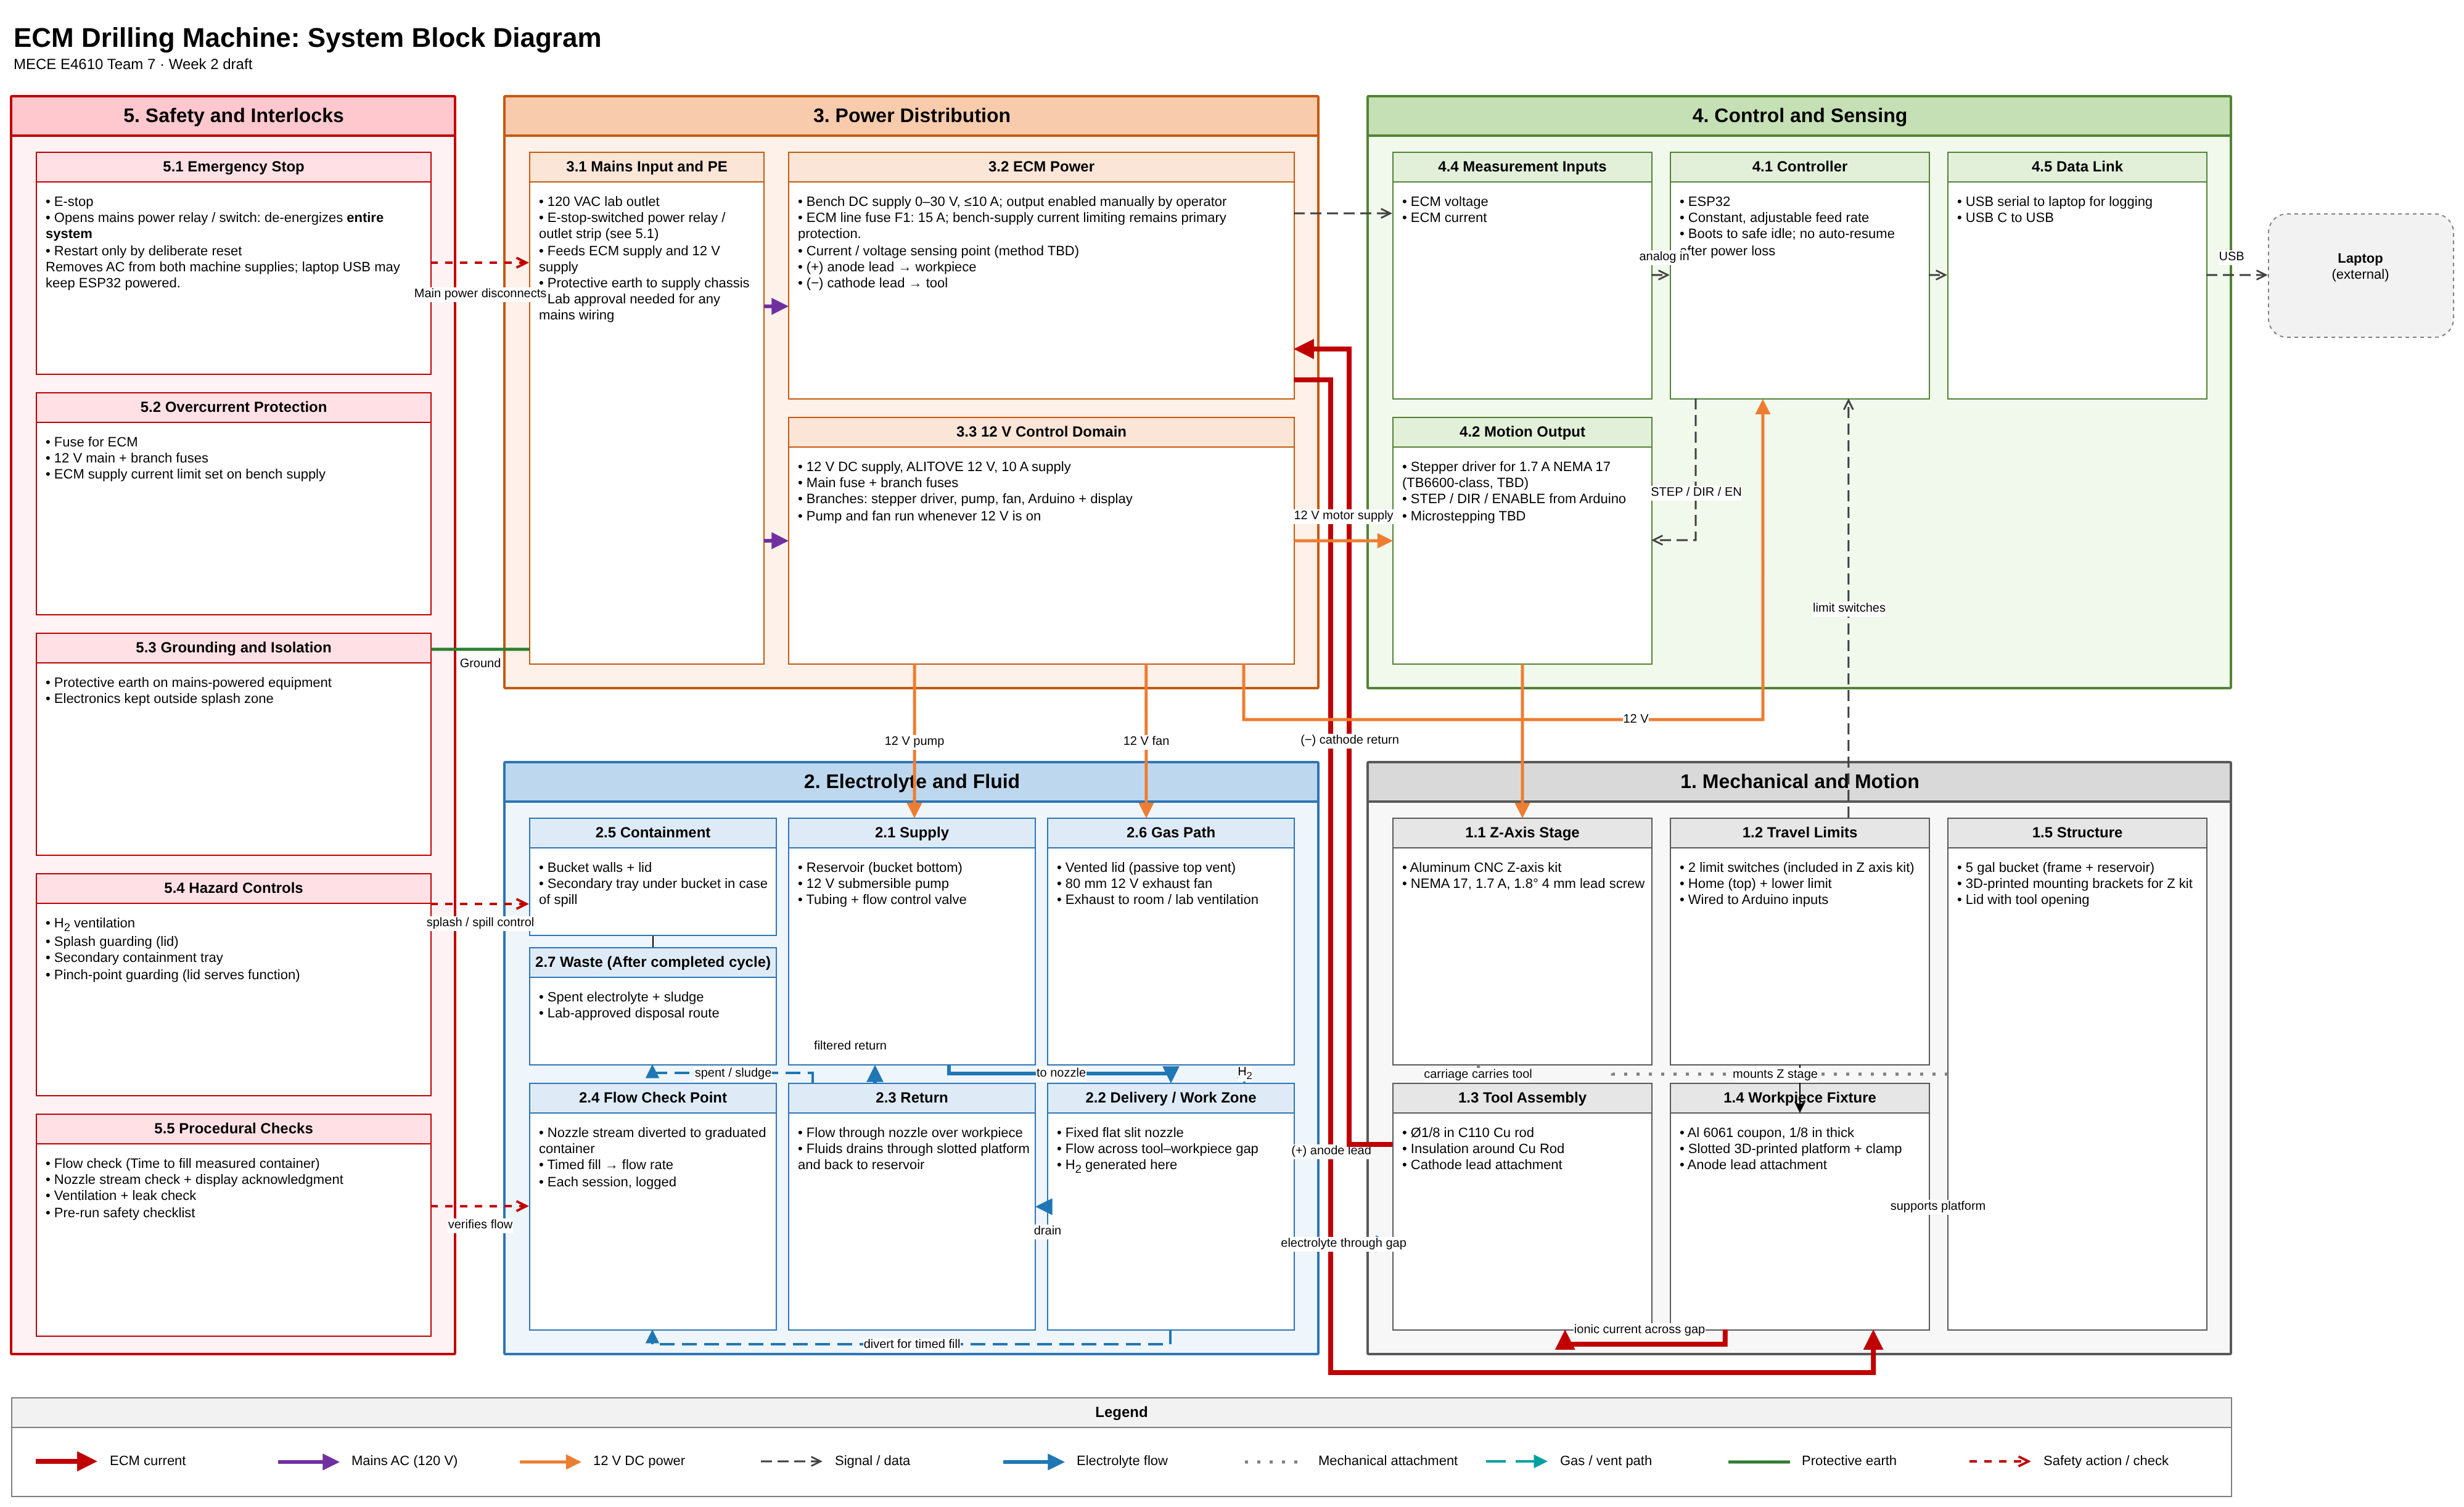 ECM Drilling Machine: System Block Diagram
MECE E4610 Team 7 · Week 2 draft
5. Safety and Interlocks
5.1 Emergency Stop
• E-stop
• Opens mains power relay / switch: de-energizes entire
system
• Restart only by deliberate reset
Removes AC from both machine supplies; laptop USB may
keep ESP32 powered.
Main power disconnects
5.2 Overcurrent Protection
• Fuse for ECM
• 12 V main + branch fuses
• ECM supply current limit set on bench supply
5.3 Grounding and Isolation
• Protective earth on mains-powered equipment
• Electronics kept outside splash zone
Ground
5.4 Hazard Controls
• H2 ventilation
• Splash guarding (lid)
• Secondary containment tray
• Pinch-point guarding (lid serves function)
splash / spill control
5.5 Procedural Checks
• Flow check (Time to fill measured container)
• Nozzle stream check + display acknowledgment
• Ventilation + leak check
• Pre-run safety checklist
verifies flow
3. Power Distribution
3.1 Mains Input and PE
• 120 VAC lab outlet
• E-stop-switched power relay /
outlet strip (see 5.1)
• Feeds ECM supply and 12 V
supply
• Protective earth to supply chassis
Lab approval needed for any
mains wiring
3.2 ECM Power
• Bench DC supply 0–30 V, ≤10 A; output enabled manually by operator
• ECM line fuse F1: 15 A; bench-supply current limiting remains primary
protection.
• Current / voltage sensing point (method TBD)
• (+) anode lead → workpiece
• (−) cathode lead → tool
3.3 12 V Control Domain
• 12 V DC supply, ALITOVE 12 V, 10 A supply
• Main fuse + branch fuses
• Branches: stepper driver, pump, fan, Arduino + display
• Pump and fan run whenever 12 V is on
12 V motor supply
12 V pump
12 V fan
(−) cathode return
12 V
4. Control and Sensing
4.4 Measurement Inputs
• ECM voltage
• ECM current
analog in
4.1 Controller
• ESP32
• Constant, adjustable feed rate
• Boots to safe idle; no auto-resume
after power loss
4.5 Data Link
• USB serial to laptop for logging
• USB C to USB
USB
Laptop
(external)
4.2 Motion Output
• Stepper driver for 1.7 A NEMA 17
(TB6600-class, TBD)
• STEP / DIR / ENABLE from Arduino
• Microstepping TBD
STEP / DIR / EN
limit switches
2. Electrolyte and Fluid
2.5 Containment
• Bucket walls + lid
• Secondary tray under bucket in case
of spill
2.7 Waste (After completed cycle)
• Spent electrolyte + sludge
• Lab-approved disposal route
2.1 Supply
• Reservoir (bucket bottom)
• 12 V submersible pump
• Tubing + flow control valve
filtered return
2.6 Gas Path
• Vented lid (passive top vent)
• 80 mm 12 V exhaust fan
• Exhaust to room / lab ventilation
spent / sludge
to nozzle
H2
2.4 Flow Check Point
• Nozzle stream diverted to graduated
container
• Timed fill → flow rate
• Each session, logged
2.3 Return
• Flow through nozzle over workpiece
• Fluids drains through slotted platform
and back to reservoir
drain
2.2 Delivery / Work Zone
• Fixed flat slit nozzle
• Flow across tool–workpiece gap
• H2 generated here
divert for timed fill
(+) anode lead
electrolyte through gap
1. Mechanical and Motion
1.1 Z-Axis Stage
• Aluminum CNC Z-axis kit
• NEMA 17, 1.7 A, 1.8° 4 mm lead screw
1.2 Travel Limits
• 2 limit switches (included in Z axis kit)
• Home (top) + lower limit
• Wired to Arduino inputs
1.5 Structure
• 5 gal bucket (frame + reservoir)
• 3D-printed mounting brackets for Z kit
• Lid with tool opening
carriage carries tool
mounts Z stage
1.3 Tool Assembly
• Ø1/8 in C110 Cu rod
• Insulation around Cu Rod
• Cathode lead attachment
1.4 Workpiece Fixture
• Al 6061 coupon, 1/8 in thick
• Slotted 3D-printed platform + clamp
• Anode lead attachment
supports platform
ionic current across gap
Legend
ECM current
Mains AC (120 V)
12 V DC power
Signal / data
Electrolyte flow
Mechanical attachment
Gas / vent path
Protective earth
Safety action / check